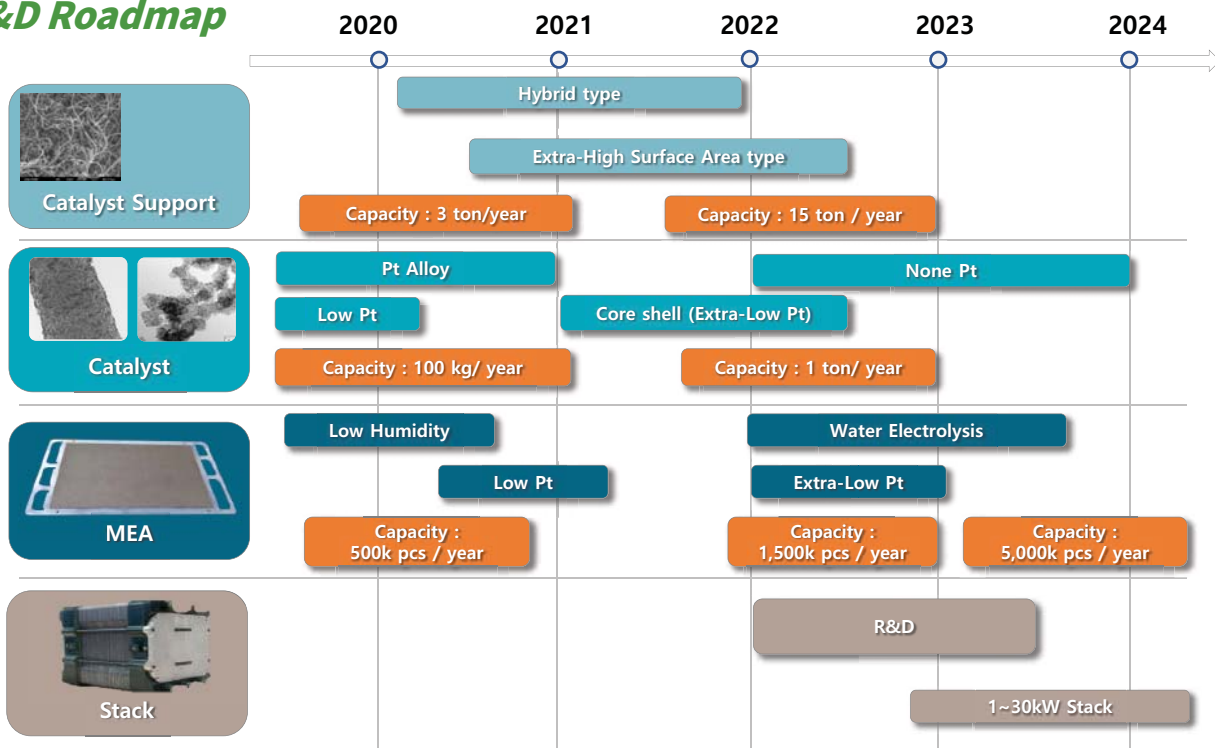 &D Roadmap
2020 2021 2022 2023 2024
Hybrid type
Extra-High Surface Area type
Catalyst Support
Capacity : 3 ton/year
Capacity : 15 ton / year
Pt Alloy
None Pt
Low Pt
Core shell (Extra-Low Pt)
Catalyst
Capacity : 100 kg/ year
Capacity : 1 ton/ year
Low Humidity
Water Electrolysis
Low Pt
Extra-Low Pt
MEA
Capacity :
500k pcs / year
Capacity :
1,500k pcs / year
Capacity :
5,000k pcs / year
R&D
Stack
1~30kW Stack